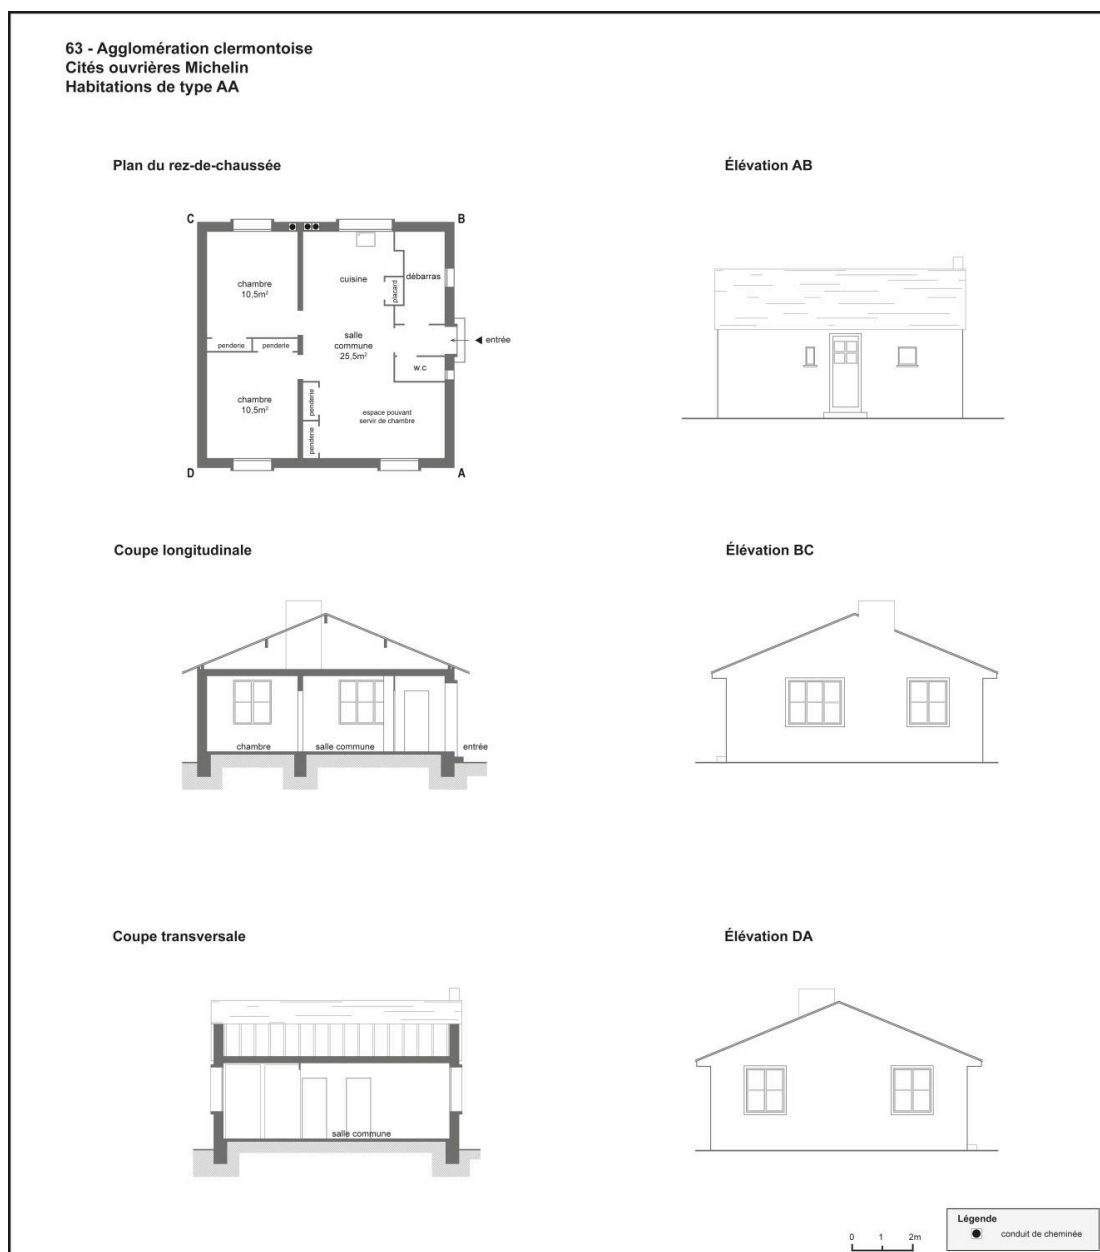 63 - Agglomération clermontoise
Cités ouvrières Michelin
Habitations de type AA
Plan du rez-de-chaussée
C
B
chambre
10,5m²
cuisine
débarras
placard
penderie
penderie
salle
commune
25,5m²
entrée
w.c
chambre
10,5m²
penderie
penderie
espace pouvant
servir de chambre
D
A
Élévation AB
Coupe longitudinale
chambre
salle commune
entrée
Élévation BC
Coupe transversale
salle commune
Élévation DA
0 1 2m
Légende
conduit de cheminée